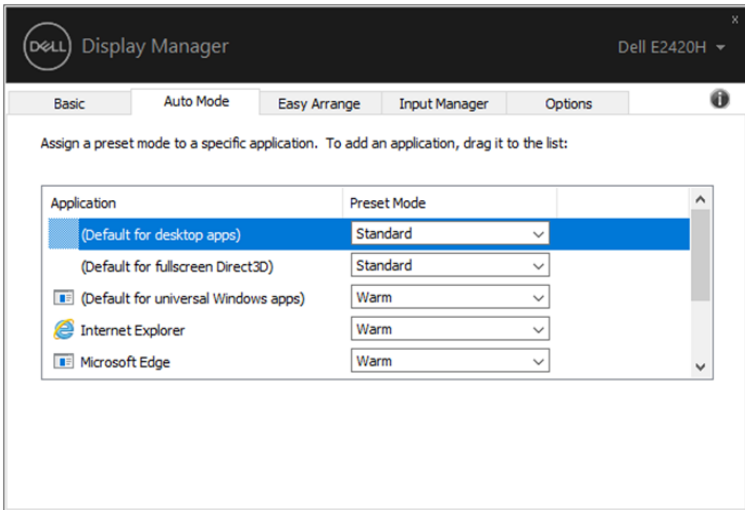 x
DELL Display Manager Dell E2420H
Basic Auto Mode Easy Arrange Input Manager Options
Assign a preset mode to a specific application. To add an application, drag it to the list:
Application Preset Mode
(Default for desktop apps) Standard
(Default for fullscreen Direct3D) Standard
(Default for universal Windows apps) Warm
Internet Explorer Warm
Microsoft Edge Warm